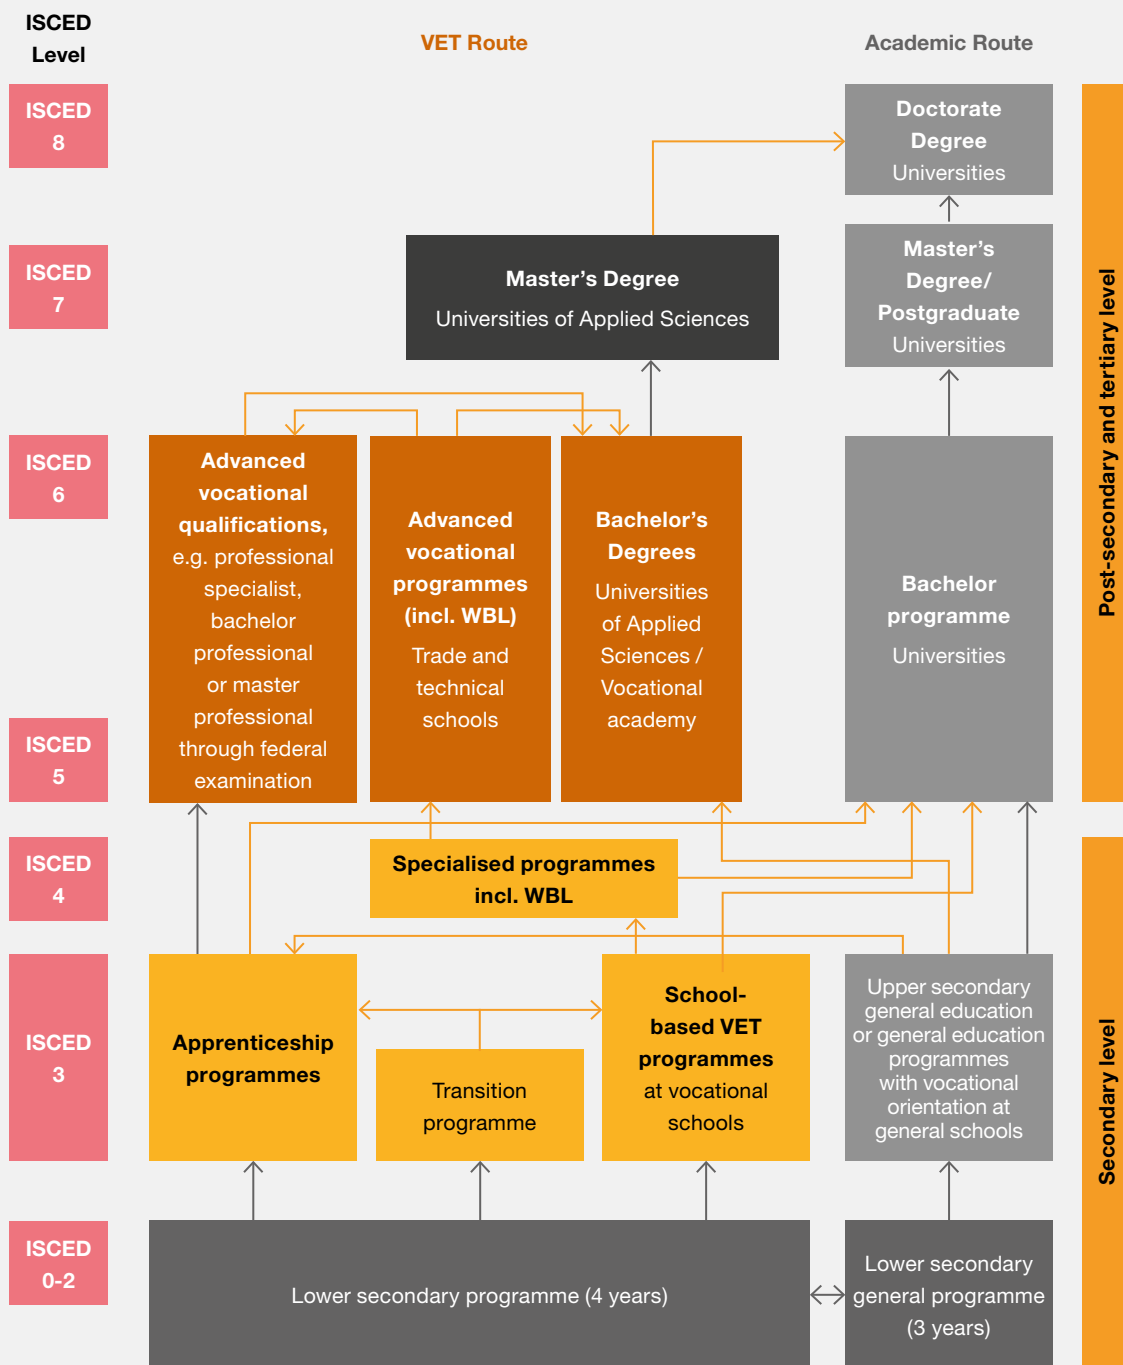 ISCED
Level
VET Route
Academic Route
ISCED
8
Doctorate
Degree
Universities
ISCED
7
Master's Degree
Universities of Applied Sciences
Master's
Degree/
Postgraduate
Universities
ISCED
6
Advanced
vocational
qualifications,
e.g. professional
specialist,
bachelor
professional
or master
professional
through federal
examination
Advanced
vocational
programmes
(incl. WBL)
Trade and
technical
schools
Bachelor's
Degrees
Universities
of Applied
Sciences /
Vocational
academy
Bachelor
programme
Universities
ISCED
5
Post-secondary and tertiary level
ISCED
4
Specialised programmes
incl. WBL
ISCED
3
Apprenticeship
programmes
Transition
programme
School-
based VET
programmes
at vocational
schools
Upper secondary
general education
or general education
programmes
with vocational
orientation at
general schools
ISCED
0-2
Lower secondary programme (4 years)
Lower secondary
general programme
(3 years)
Secondary level